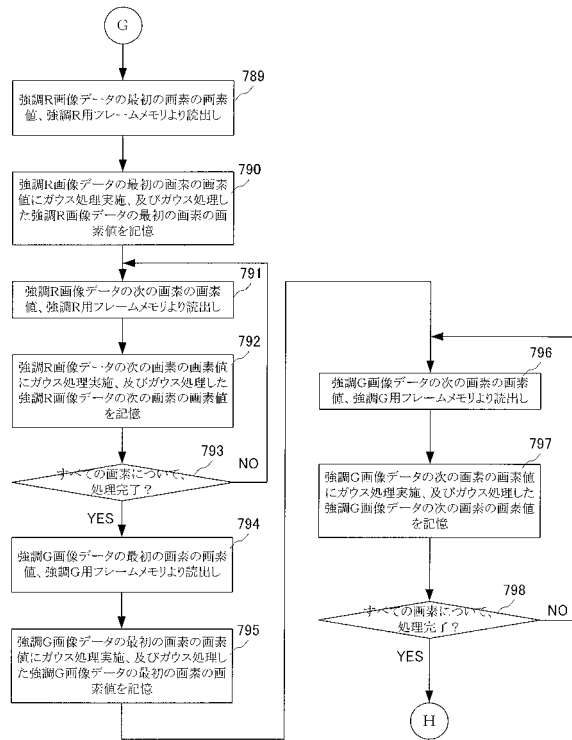 G
789
強調R画像データの最初の画素の画素
値、強調R用フレームメモリより読出し
790
強調R画像データの最初の画素の画素
値にガウス処理実施、及びガウス処理し
た強調R画像データの最初の画素の画
素値を記憶
791
強調R画像データの次の画素の画素
値、強調R用フレームメモリより読出し
792
強調R画像データの次の画素の画素値
にガウス処理実施、及びガウス処理した
強調R画像データの次の画素の画素値
を記憶
793
すべての画素について、
処理完了？
NO
YES
794
強調G画像データの最初の画素の画素
値、強調G用フレームメモリより読出し
795
強調G画像データの最初の画素の画素
値にガウス処理実施、及びガウス処理し
た強調G画像データの最初の画素の画
素値を記憶
796
強調G画像データの次の画素の画素
値、強調G用フレームメモリより読出し
797
強調G画像データの次の画素の画素値
にガウス処理実施、及びガウス処理した
強調G画像データの次の画素の画素値
を記憶
798
すべての画素について、
処理完了？
NO
YES
H